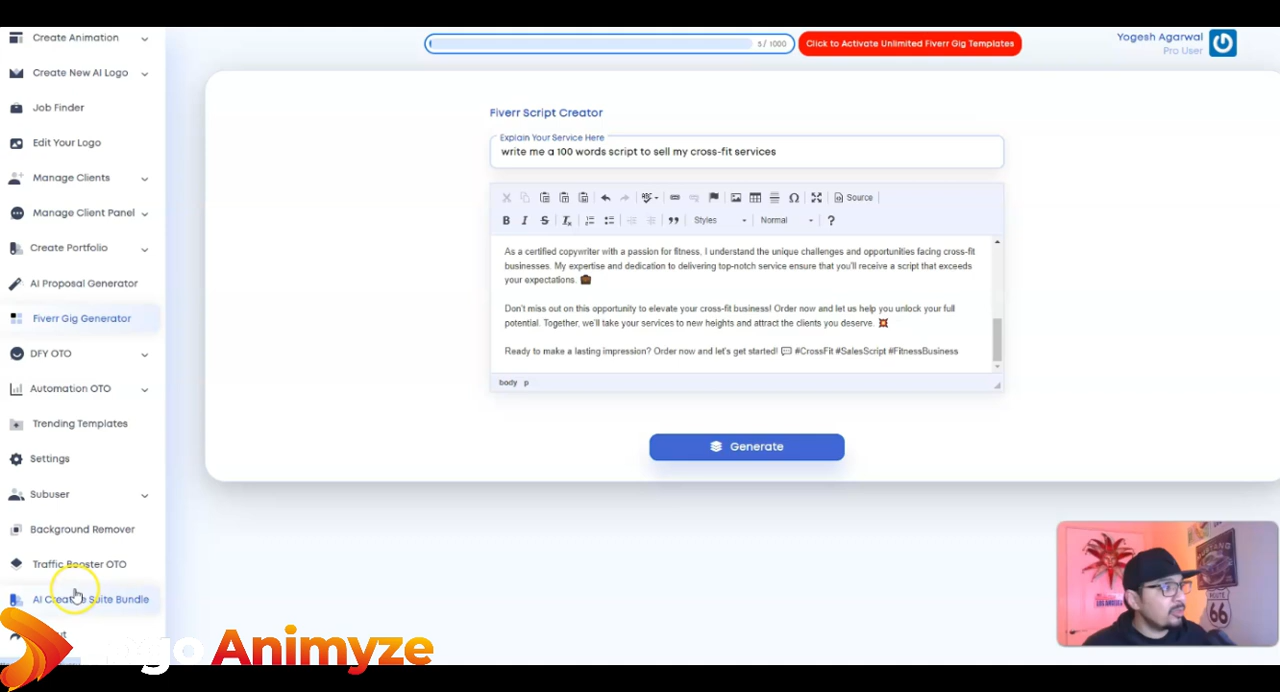 Create Animation
5 / 1000
Click to Activate Unlimited Fiverr Gig Templates
Yogesh Agarwal
Pro User
Create New AI Logo
Job Finder
Edit Your Logo
Manage Clients
Manage Client Panel
Create Portfolio
AI Proposal Generator
Fiverr Gig Generator
DFY OTO
Automation OTO
Trending Templates
Settings
Subuser
Background Remover
Traffic Booster OTO
AI Creative Suite Bundle
Fiverr Script Creator
Explain Your Service Here
write me a 100 words script to sell my cross-fit services
Source
Styles
Normal
As a certified copywriter with a passion for fitness, I understand the unique challenges and opportunities facing cross-fit
businesses. My expertise and dedication to delivering top-notch service ensure that you'll receive a script that exceeds
your expectations. 💼
Don't miss out on this opportunity to elevate your cross-fit business! Order now and let us help you unlock your full
potential. Together, we'll take your services to new heights and attract the clients you deserve. 💥
Ready to make a lasting impression? Order now and let's get started! 💬 #CrossFit #SalesScript #FitnessBusiness
body p
Generate
MUSTANG
LOS ANGELES
ROUTE
66
Logo Animyze